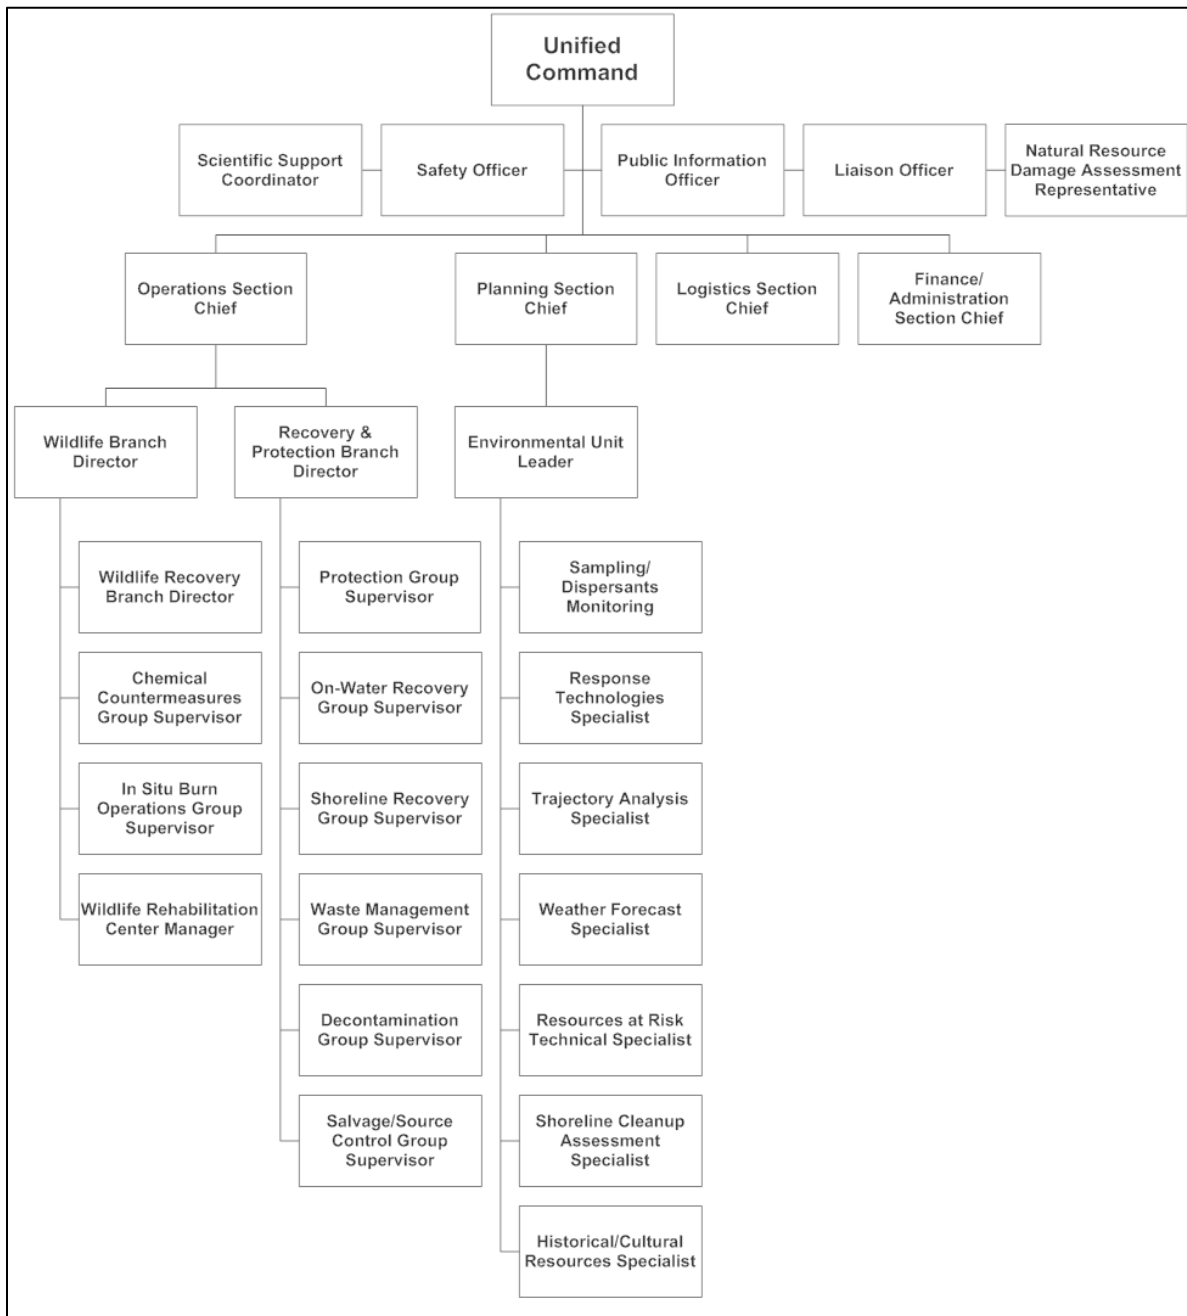 Unified
Command
Scientific Support
Coordinator
Safety Officer
Public Information
Officer
Liaison Officer
Natural Resource
Damage Assessment
Representative
Operations Section
Chief
Planning Section
Chief
Logistics Section
Chief
Finance/
Administration
Section Chief
Wildlife Branch
Director
Recovery &
Protection Branch
Director
Environmental Unit
Leader
Wildlife Recovery
Branch Director
Chemical
Countermeasures
Group Supervisor
In Situ Burn
Operations Group
Supervisor
Wildlife Rehabilitation
Center Manager
Protection Group
Supervisor
On-Water Recovery
Group Supervisor
Shoreline Recovery
Group Supervisor
Waste Management
Group Supervisor
Decontamination
Group Supervisor
Salvage/Source
Control Group
Supervisor
Sampling/
Dispersants
Monitoring
Response
Technologies
Specialist
Trajectory Analysis
Specialist
Weather Forecast
Specialist
Resources at Risk
Technical Specialist
Shoreline Cleanup
Assessment
Specialist
Historical/Cultural
Resources Specialist